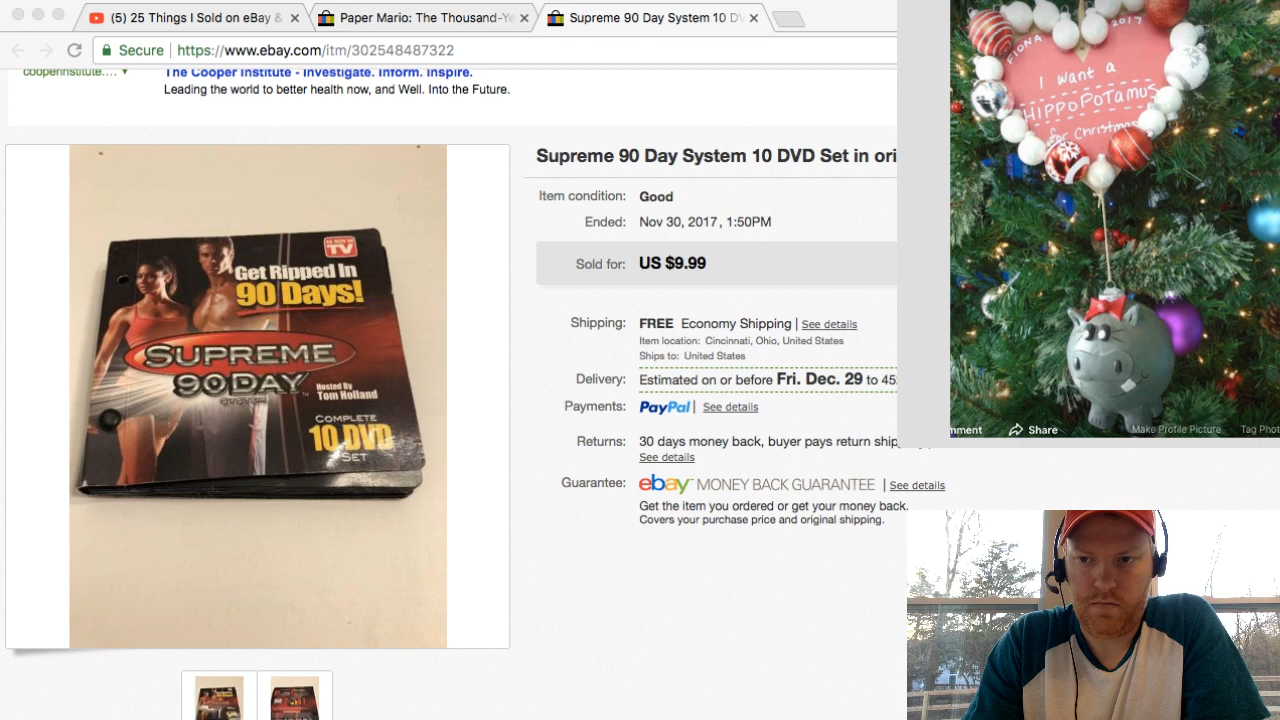 (5) 25 Things I Sold on eBay &
Paper Mario: The Thousand-Ye
Supreme 90 Day System 10 DV
Secure
https://www.ebay.com/itm/302548487322
cooperinstitute.... ▼
The Cooper Institute - Investigate. Inform. Inspire.
Leading the world to better health now, and Well. Into the Future.
Supreme 90 Day System 10 DVD Set in ori
Item condition: Good
Ended: Nov 30, 2017 , 1:50PM
Sold for: US $9.99
Shipping: FREE Economy Shipping | See details
Item location: Cincinnati, Ohio, United States
Ships to: United States
Delivery: Estimated on or before Fri. Dec. 29 to 45
Payments: PayPal | See details
Returns: 30 days money back, buyer pays return ship
See details
Guarantee: ebay MONEY BACK GUARANTEE | See details
Get the item you ordered or get your money back.
Covers your purchase price and original shipping.
AS SEEN ON
TV
Get Ripped In
90 Days!
SUPREME
90 DAY
Hosted By
Tom Holland
COMPLETE
10 DVD
SET
FIONA
2017
I want a
HIPPOPOTAMUS
for Christmas
mment
Share
Make Profile Picture
Tag Phot